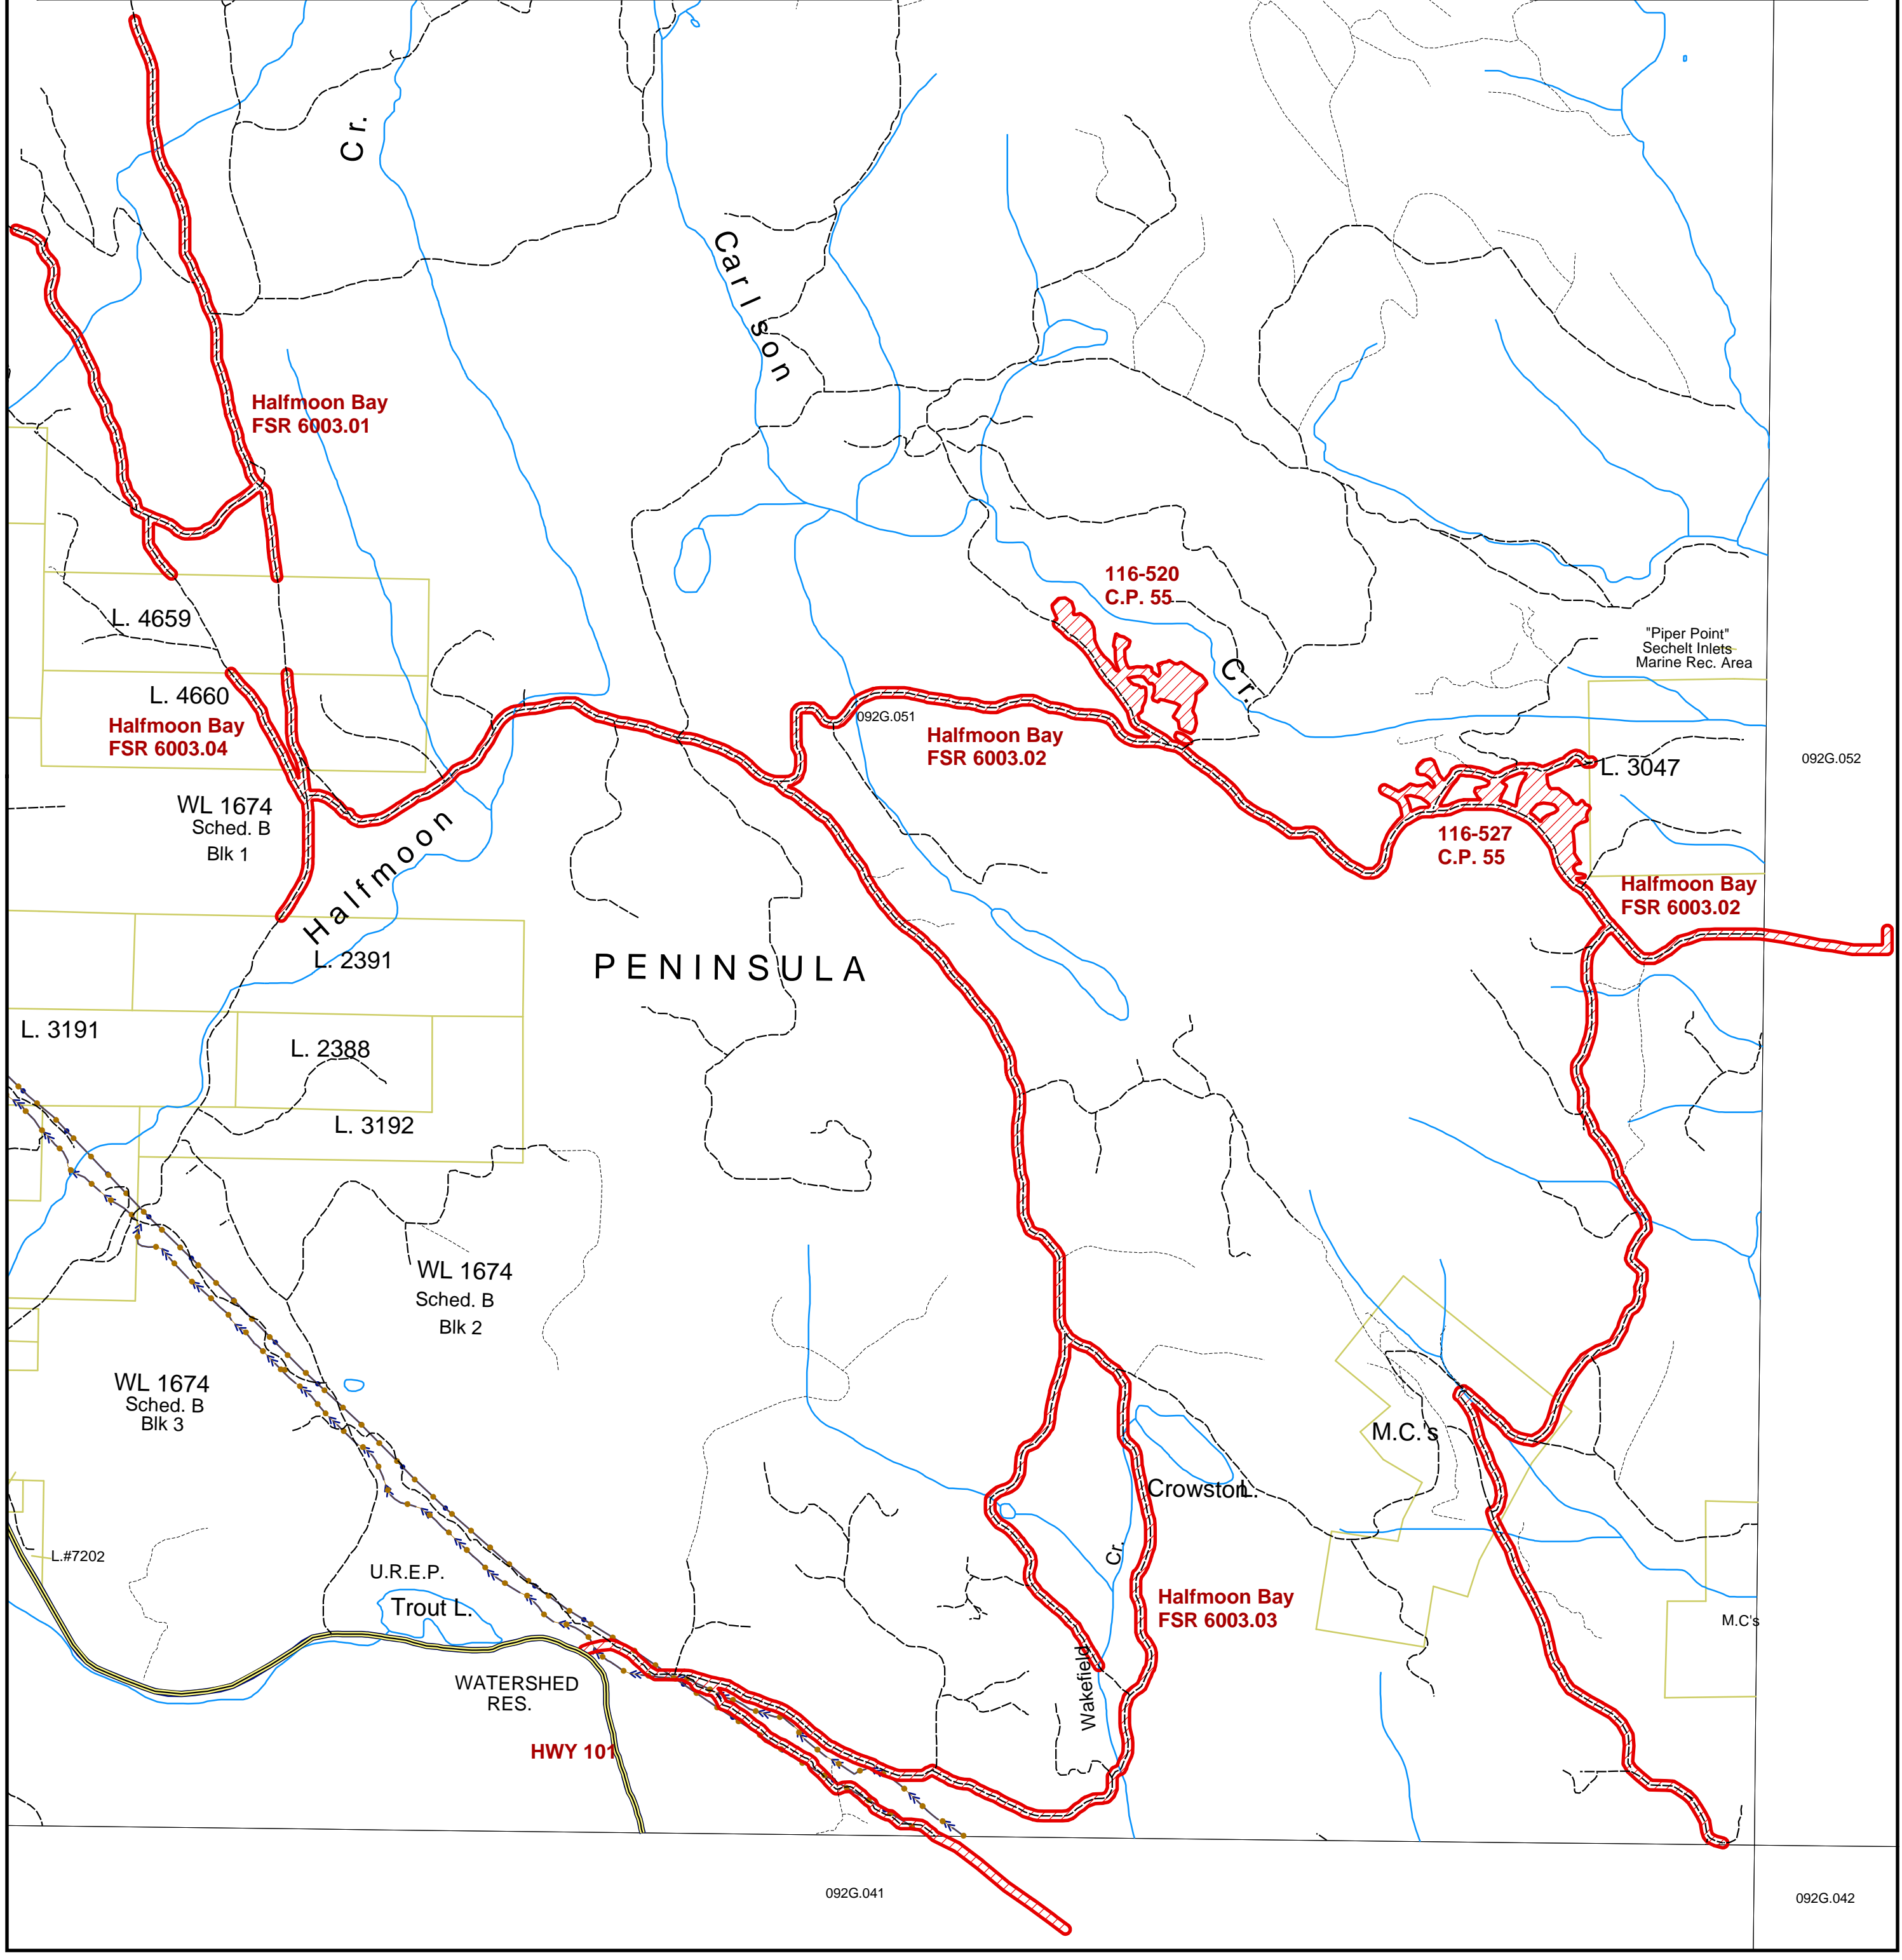 Cr.
Carlson
Halfmoon Bay
FSR 6003.01
116-520
C.P. 55
L. 4659
"Piper Point"
Sechelt Inlets
Marine Rec. Area
Cr.
L. 4660
Halfmoon Bay
FSR 6003.04
092G.051
Halfmoon Bay
FSR 6003.02
092G.052
L. 3047
WL 1674
Sched. B
Blk 1
116-527
C.P. 55
Halfmoon
Halfmoon Bay
FSR 6003.02
L. 2391
PENINSULA
L. 3191
L. 2388
L. 3192
WL 1674
Sched. B
Blk 2
WL 1674
Sched. B
Blk 3
M.C.'s
Crowston L.
L.#7202
U.R.E.P.
Cr.
Trout L.
Halfmoon Bay
FSR 6003.03
M.C's
Wakefield
WATERSHED
RES.
HWY 101
092G.041
092G.042